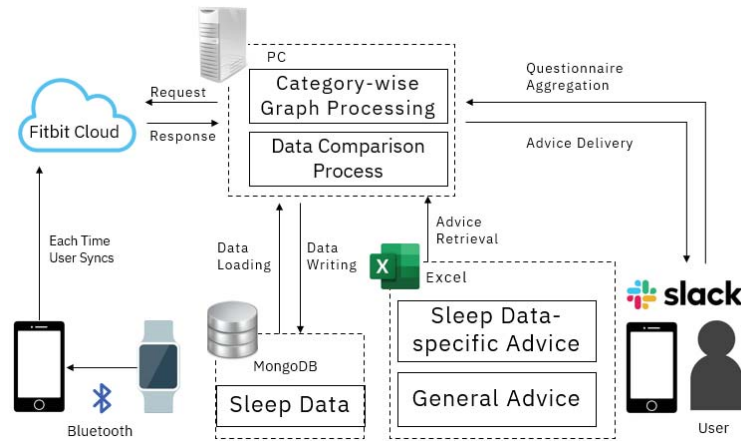 PC
Category-wise
Graph Processing
Data Comparison
Process
Request
Response
Fitbit Cloud
Questionnaire
Aggregation
Advice Delivery
Each Time
User Syncs
Data
Loading
Data
Writing
Advice
Retrieval
X
Excel
Sleep Data-
specific Advice
General Advice
MongoDB
Sleep Data
Bluetooth
slack
User